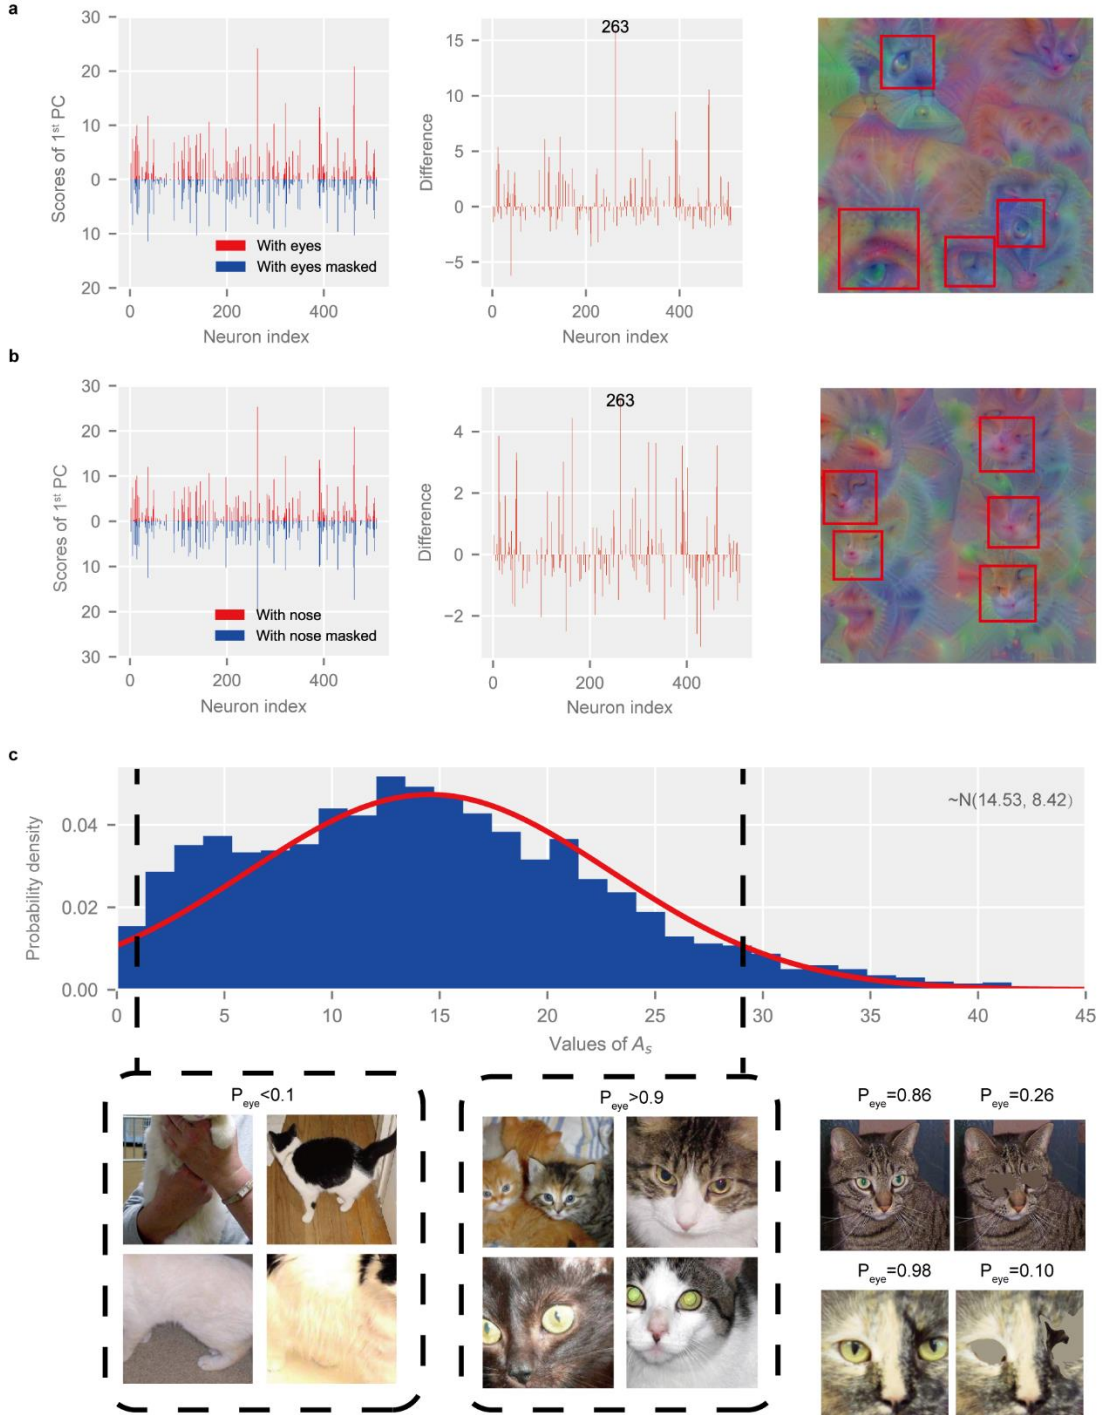 a
30
20
10
0
10
20
Scores of 1st PC
With eyes
With eyes masked
0
200
400
Neuron index
263
15
10
5
0
−5
Difference
0
200
400
Neuron index
b
30
20
10
0
10
20
30
Scores of 1st PC
With nose
With nose masked
0
200
400
Neuron index
263
4
2
0
−2
Difference
0
200
400
Neuron index
c
~N(14.53, 8.42)
0.04
0.02
0.00
Probability density
0 5 10 15 20 25 30 35 40 45
Values of As
Peye<0.1
Peye>0.9
Peye=0.86
Peye=0.26
Peye=0.98
Peye=0.10